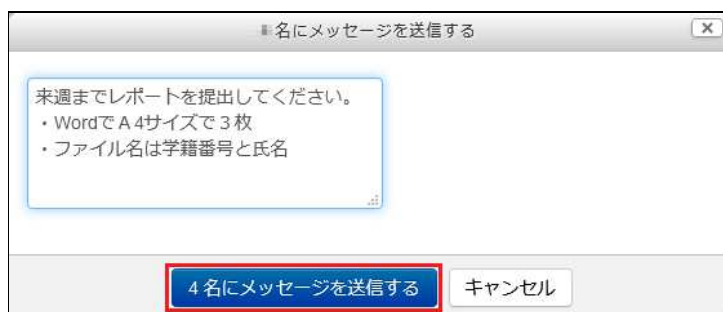 名にメッセージを送信する
来週までレポートを提出してください。
・WordでA 4サイズで3枚
・ファイル名は学籍番号と氏名
4名にメッセージを送信する
キャンセル